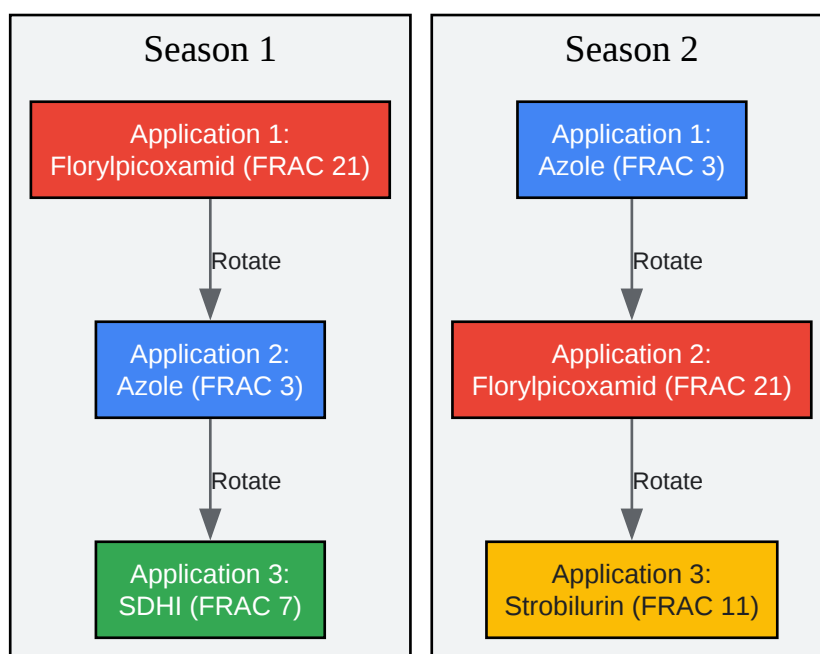 Season 1
Application 1:
Florylpicoxamid (FRAC 21)
Rotate
Application 2:
Azole (FRAC 3)
Rotate
Application 3:
SDHI (FRAC 7)
Season 2
Application 1:
Azole (FRAC 3)
Rotate
Application 2:
Florylpicoxamid (FRAC 21)
Rotate
Application 3:
Strobilurin (FRAC 11)